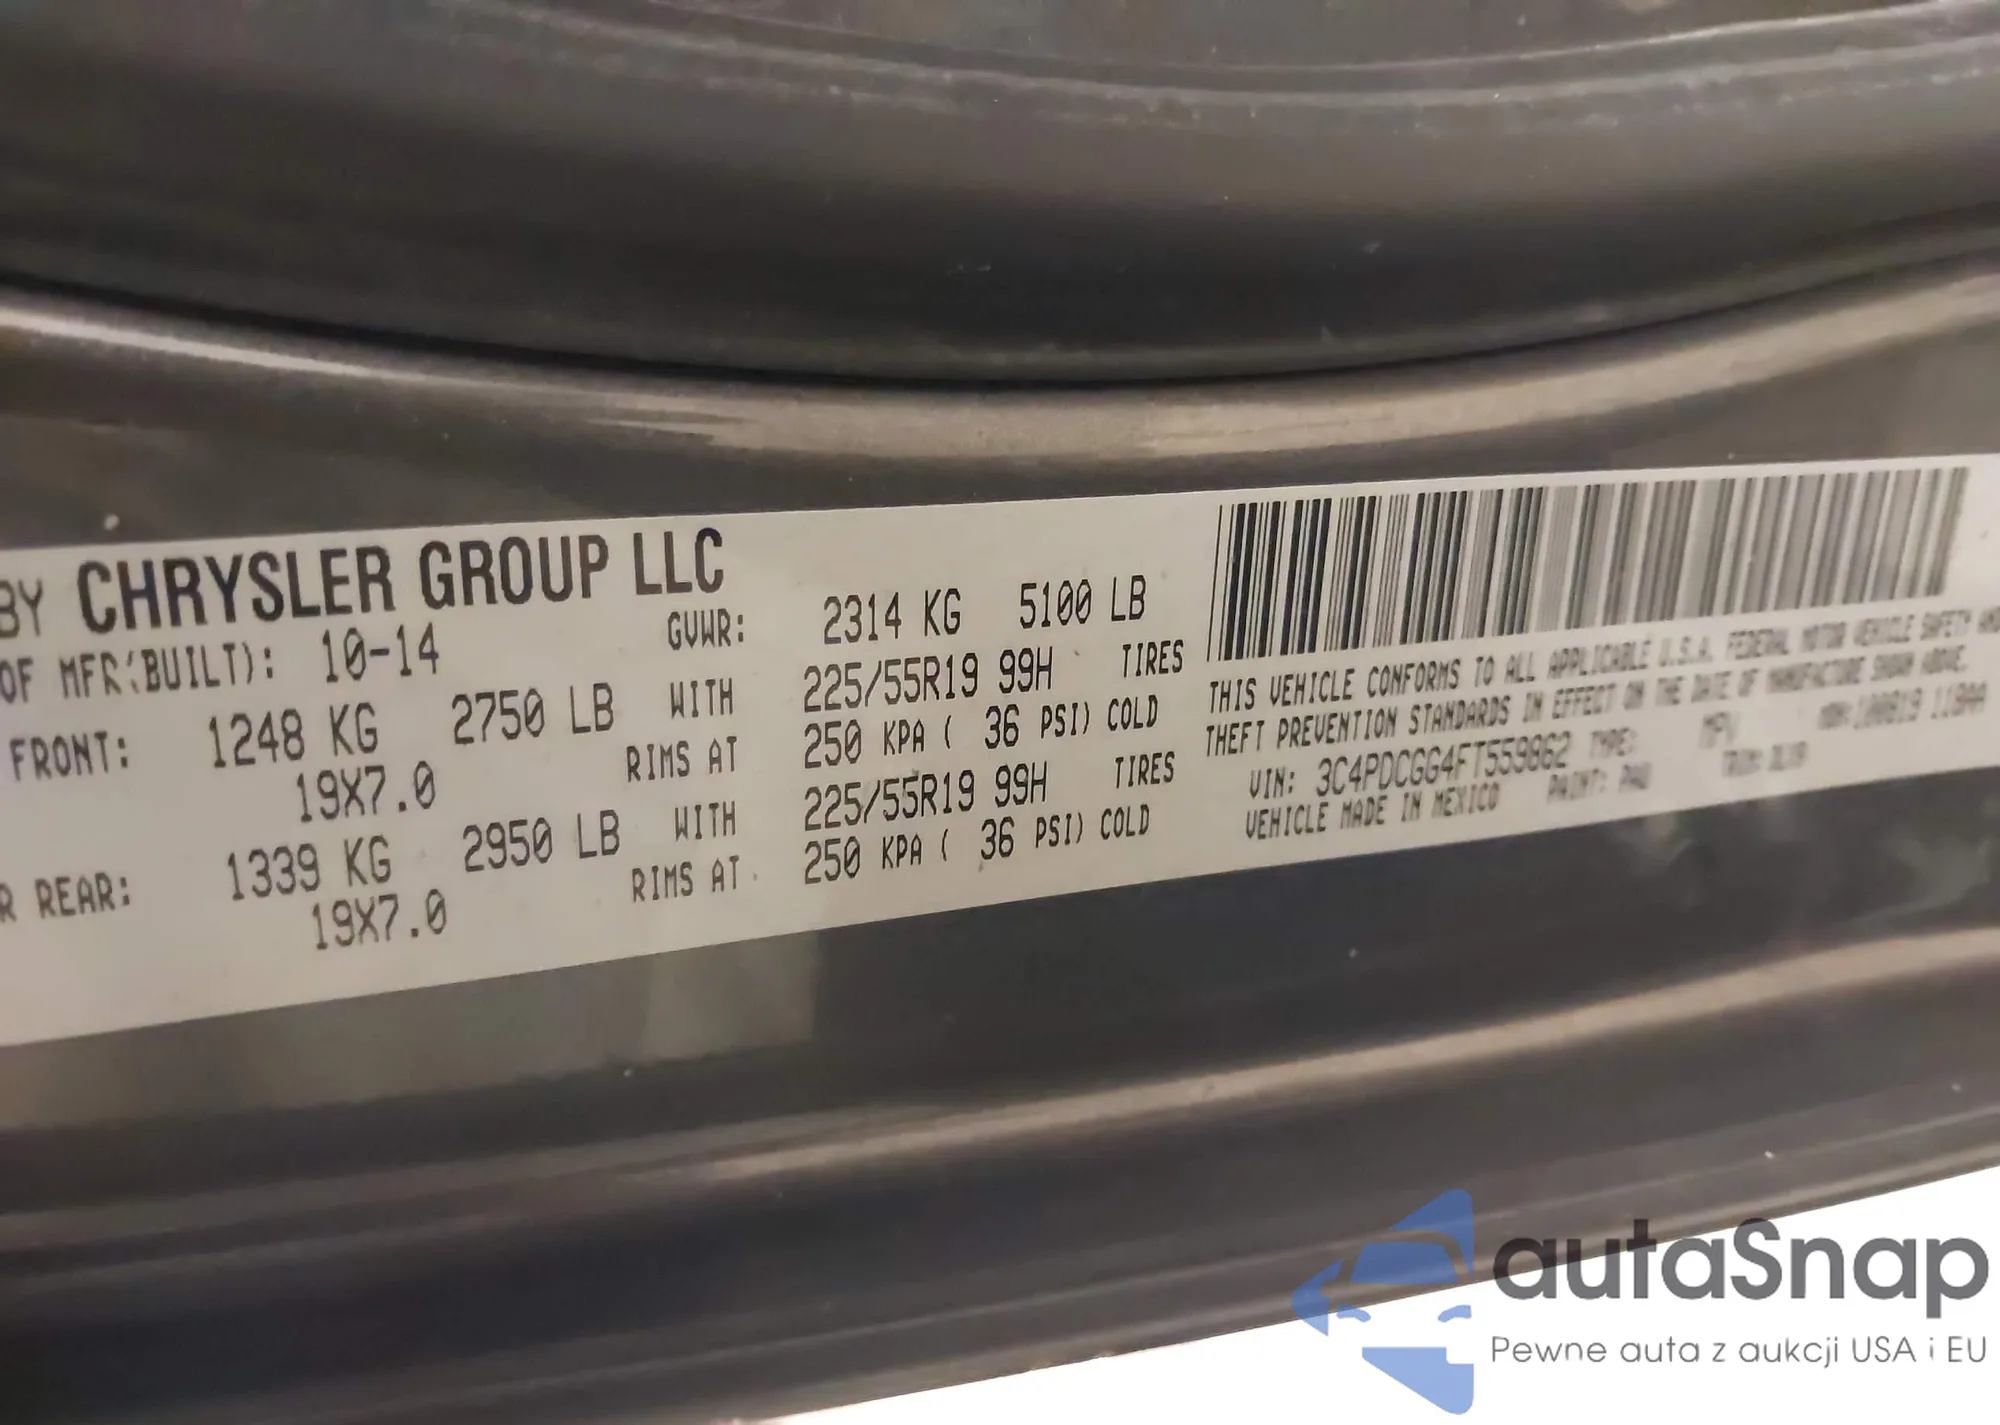 BY CHRYSLER GROUP LLC
OF MFR(BUILT): 10-14 GVWR: 2314 KG 5100 LB
FRONT: 1248 KG 2750 LB WITH 225/55R19 99H TIRES
19X7.0 RIMS AT 250 KPA ( 36 PSI) COLD
R REAR: 1339 KG 2950 LB WITH 225/55R19 99H TIRES
19X7.0 RIMS AT 250 KPA ( 36 PSI) COLD
THIS VEHICLE CONFORMS TO ALL APPLICABLE U.S.A. FEDERAL MOTOR VEHICLE SAFETY AND
THEFT PREVENTION STANDARDS IN EFFECT ON THE DATE OF MANUFACTURE SHOWN ABOVE.
VIN: 3C4PDCGG4FT559862 TYPE: MPV
VEHICLE MADE IN MEXICO PAINT: PAU
autaSnap
Pewne auta z aukcji USA i EU